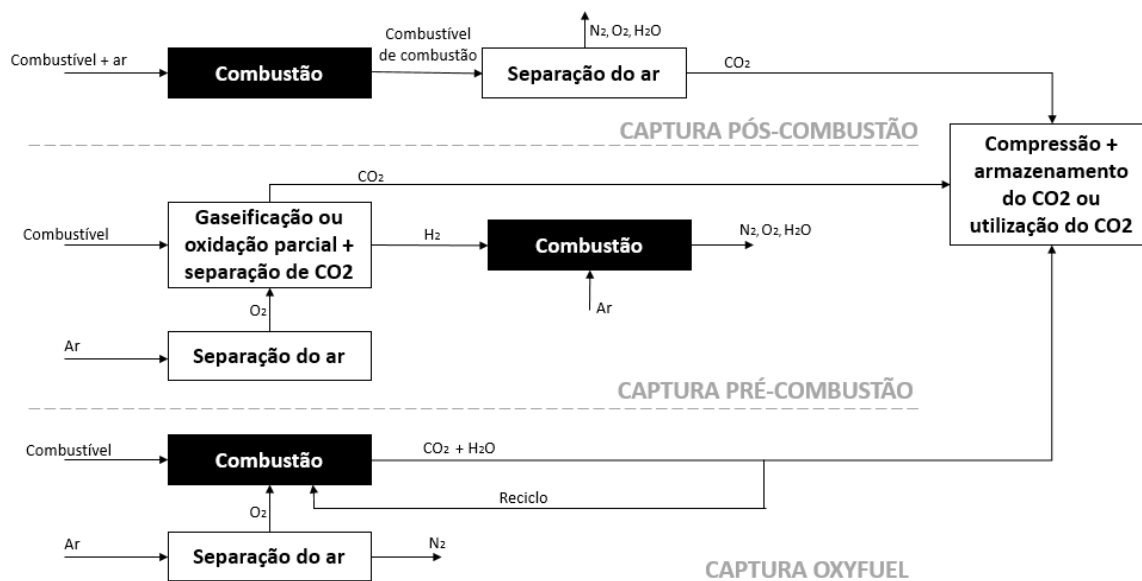 Combustível + ar
Combustão
Combustível
de combustão
N₂, O₂, H₂O
Separação do ar
CO₂
CAPTURA PÓS-COMBUSTÃO
Compressão +
armazenamento
do CO2 ou
utilização do CO2
CO₂
Combustível
Gaseificação ou
oxidação parcial +
separação de CO2
H₂
Combustão
N₂, O₂, H₂O
Ar
O₂
Ar
Separação do ar
CAPTURA PRÉ-COMBUSTÃO
Combustível
Combustão
CO₂ + H₂O
Reciclo
O₂
Ar
Separação do ar
N₂
CAPTURA OXYFUEL